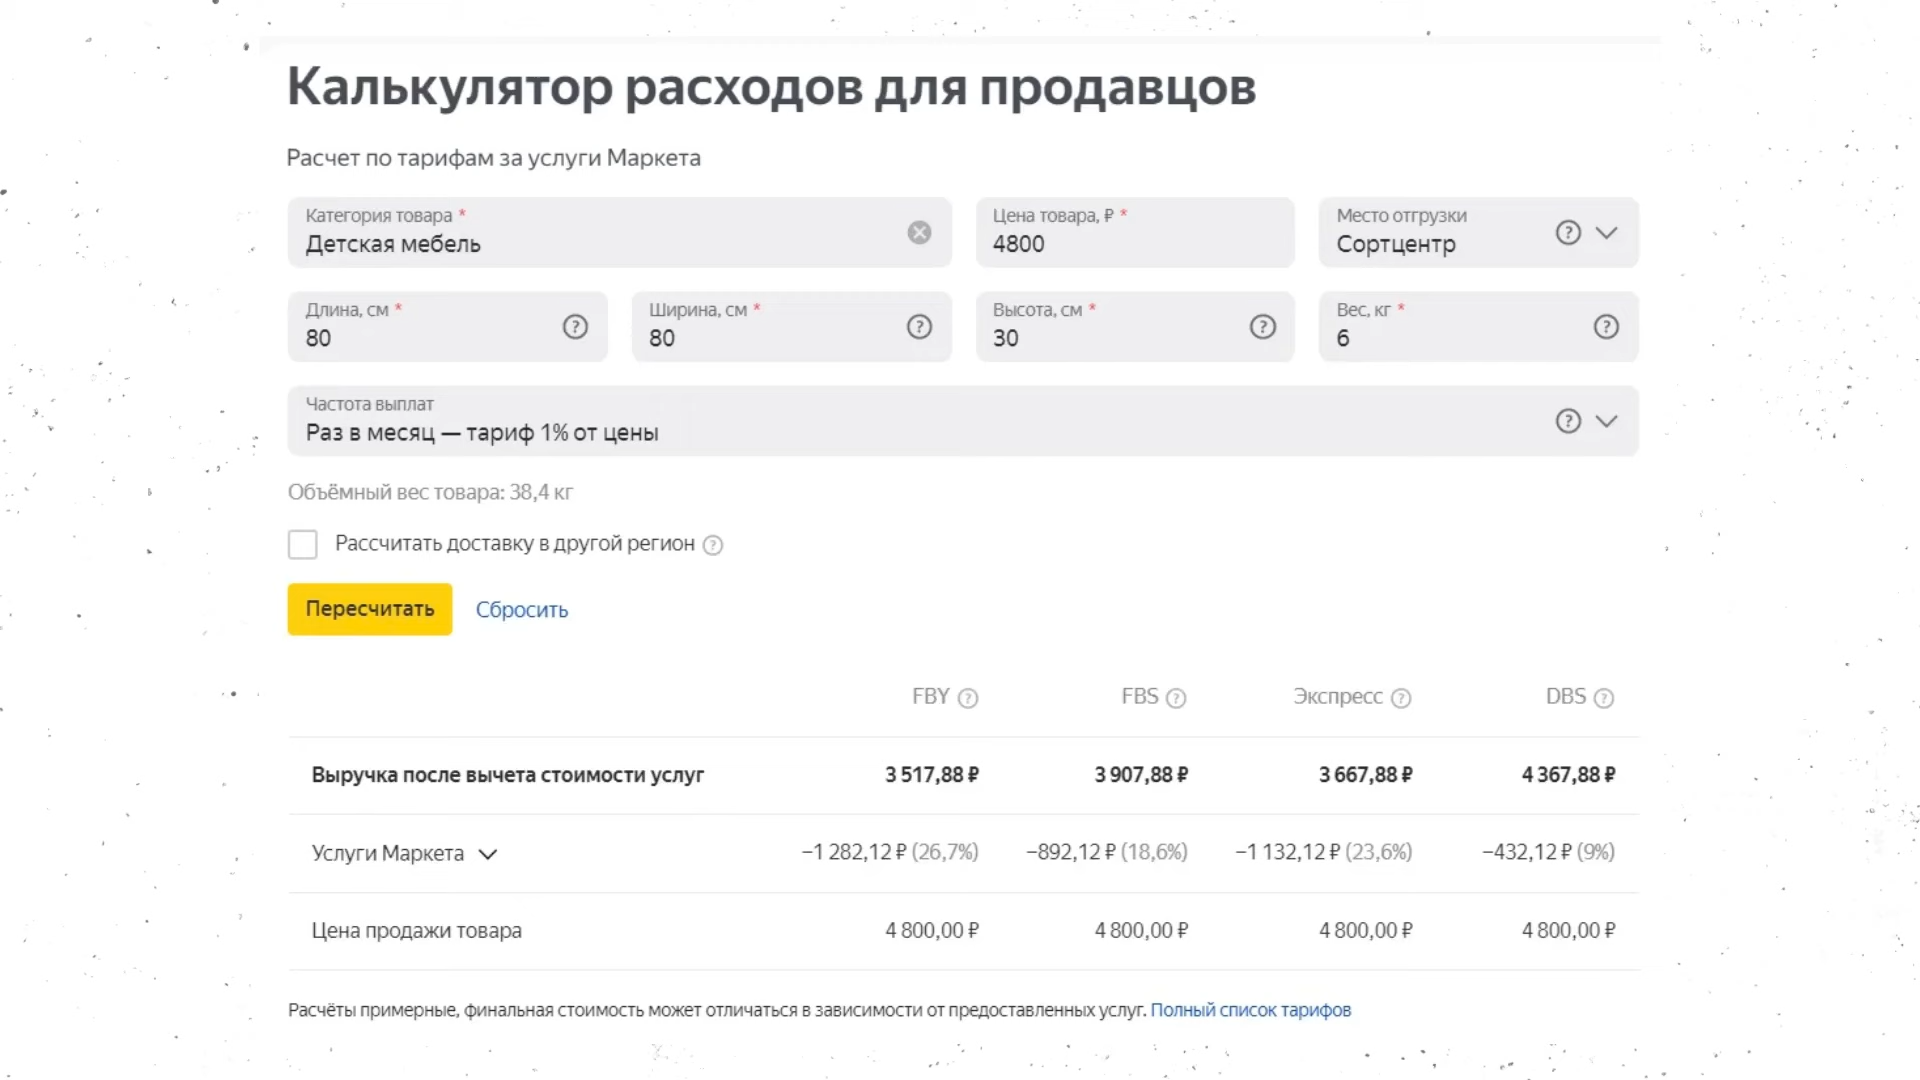 Калькулятор расходов для продавцов
Расчет по тарифам за услуги Маркета
Категория товара *
Детская мебель
Цена товара, ₽ *
4800
Место отгрузки
Сортцентр
Длина, см *
80
Ширина, см *
80
Высота, см *
30
Вес, кг *
6
Частота выплат
Раз в месяц — тариф 1% от цены
Объёмный вес товара: 38,4 кг
Рассчитать доставку в другой регион
Пересчитать Сбросить
FBY FBS Экспресс DBS
Выручка после вычета стоимости услуг 3 517,88 ₽ 3 907,88 ₽ 3 667,88 ₽ 4 367,88 ₽
Услуги Маркета −1 282,12 ₽ (26,7%) −892,12 ₽ (18,6%) −1 132,12 ₽ (23,6%) −432,12 ₽ (9%)
Цена продажи товара 4 800,00 ₽ 4 800,00 ₽ 4 800,00 ₽ 4 800,00 ₽
Расчёты примерные, финальная стоимость может отличаться в зависимости от предоставленных услуг. Полный список тарифов